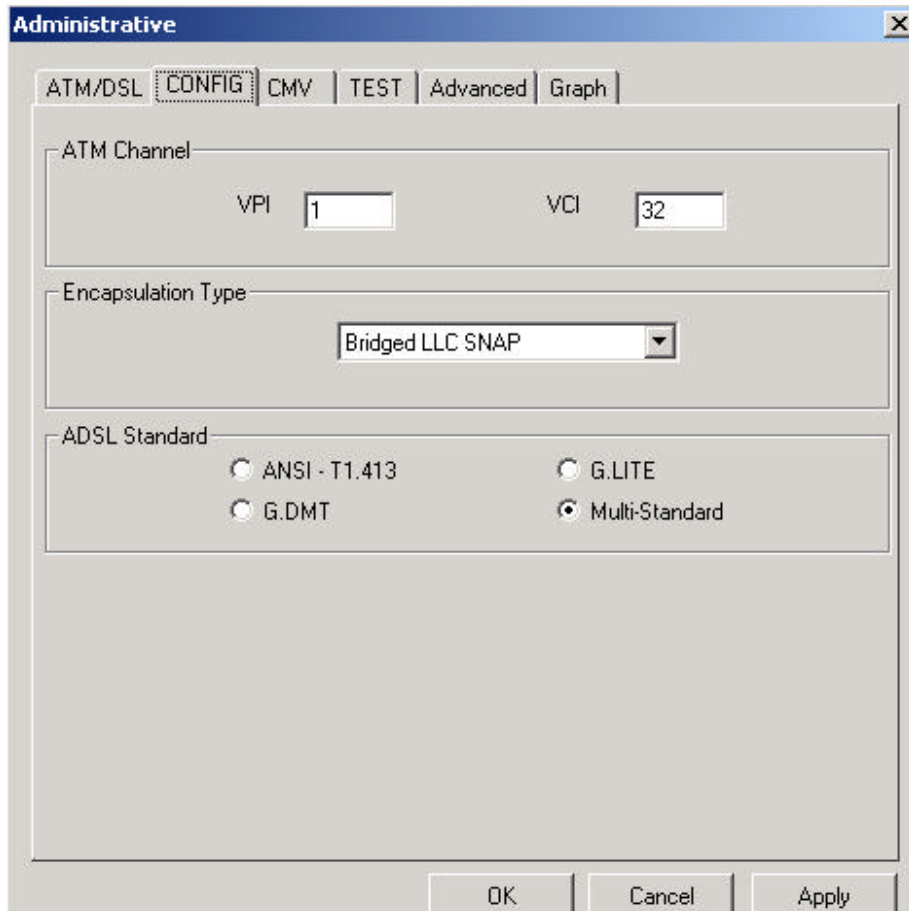 Administrative
ATM/DSL CONFIG CMV TEST Advanced Graph
ATM Channel
VPI 1 VCI 32
Encapsulation Type
Bridged LLC SNAP
ADSL Standard
ANSI - T1.413 G.LITE
G.DMT Multi-Standard
OK Cancel Apply